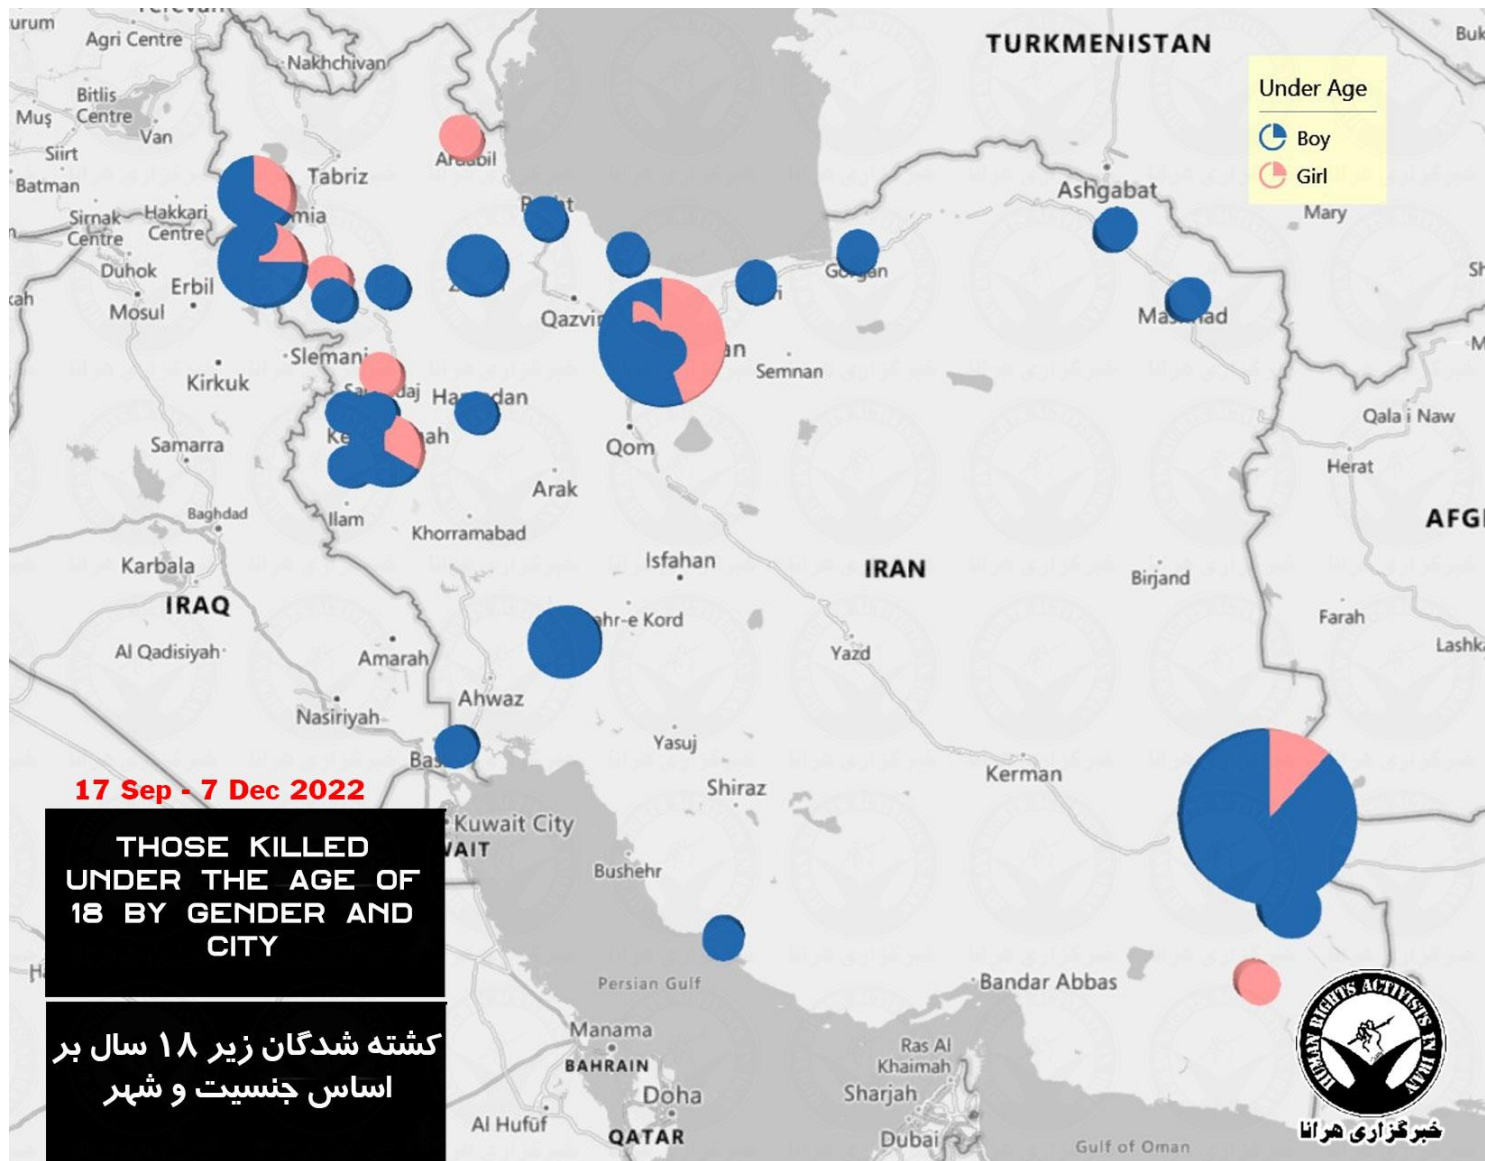 TURKMENISTAN
Agri Centre
Nakhchivan
Under Age
Boy
Girl
Bitlis
Centre
Muş
Van
Siirt
Batman
Tabriz
Ashgabat
Mary
Sirnak
Centre
Hakkari
Centre
Duhok
Erbil
Mosul
Qazvin
Slemani
Kirkuk
Semnan
Qala i Naw
Samarra
Qom
Herat
Arak
Baghdad
Ilam
Khorramabad
AFG
Karbala
Isfahan
IRAN
Birjand
IRAQ
Farah
Al Qadisiyah
Amarah
Yazd
Ahwaz
Nasiriyah
Yasuj
Kerman
Shiraz
17 Sep - 7 Dec 2022
THOSE KILLED
UNDER THE AGE OF
18 BY GENDER AND
CITY
Kuwait City
Bushehr
Persian Gulf
Bandar Abbas
کشته شدگان زیر ۱۸ سال بر
اساس جنسیت و شهر
Manama
BAHRAIN
Ras Al
Khaimah
Doha
Sharjah
Al Hufūf
QATAR
Dubai
Gulf of Oman
HUMAN RIGHTS ACTIVISTS IN IRAN
خبرگزاری هرانا